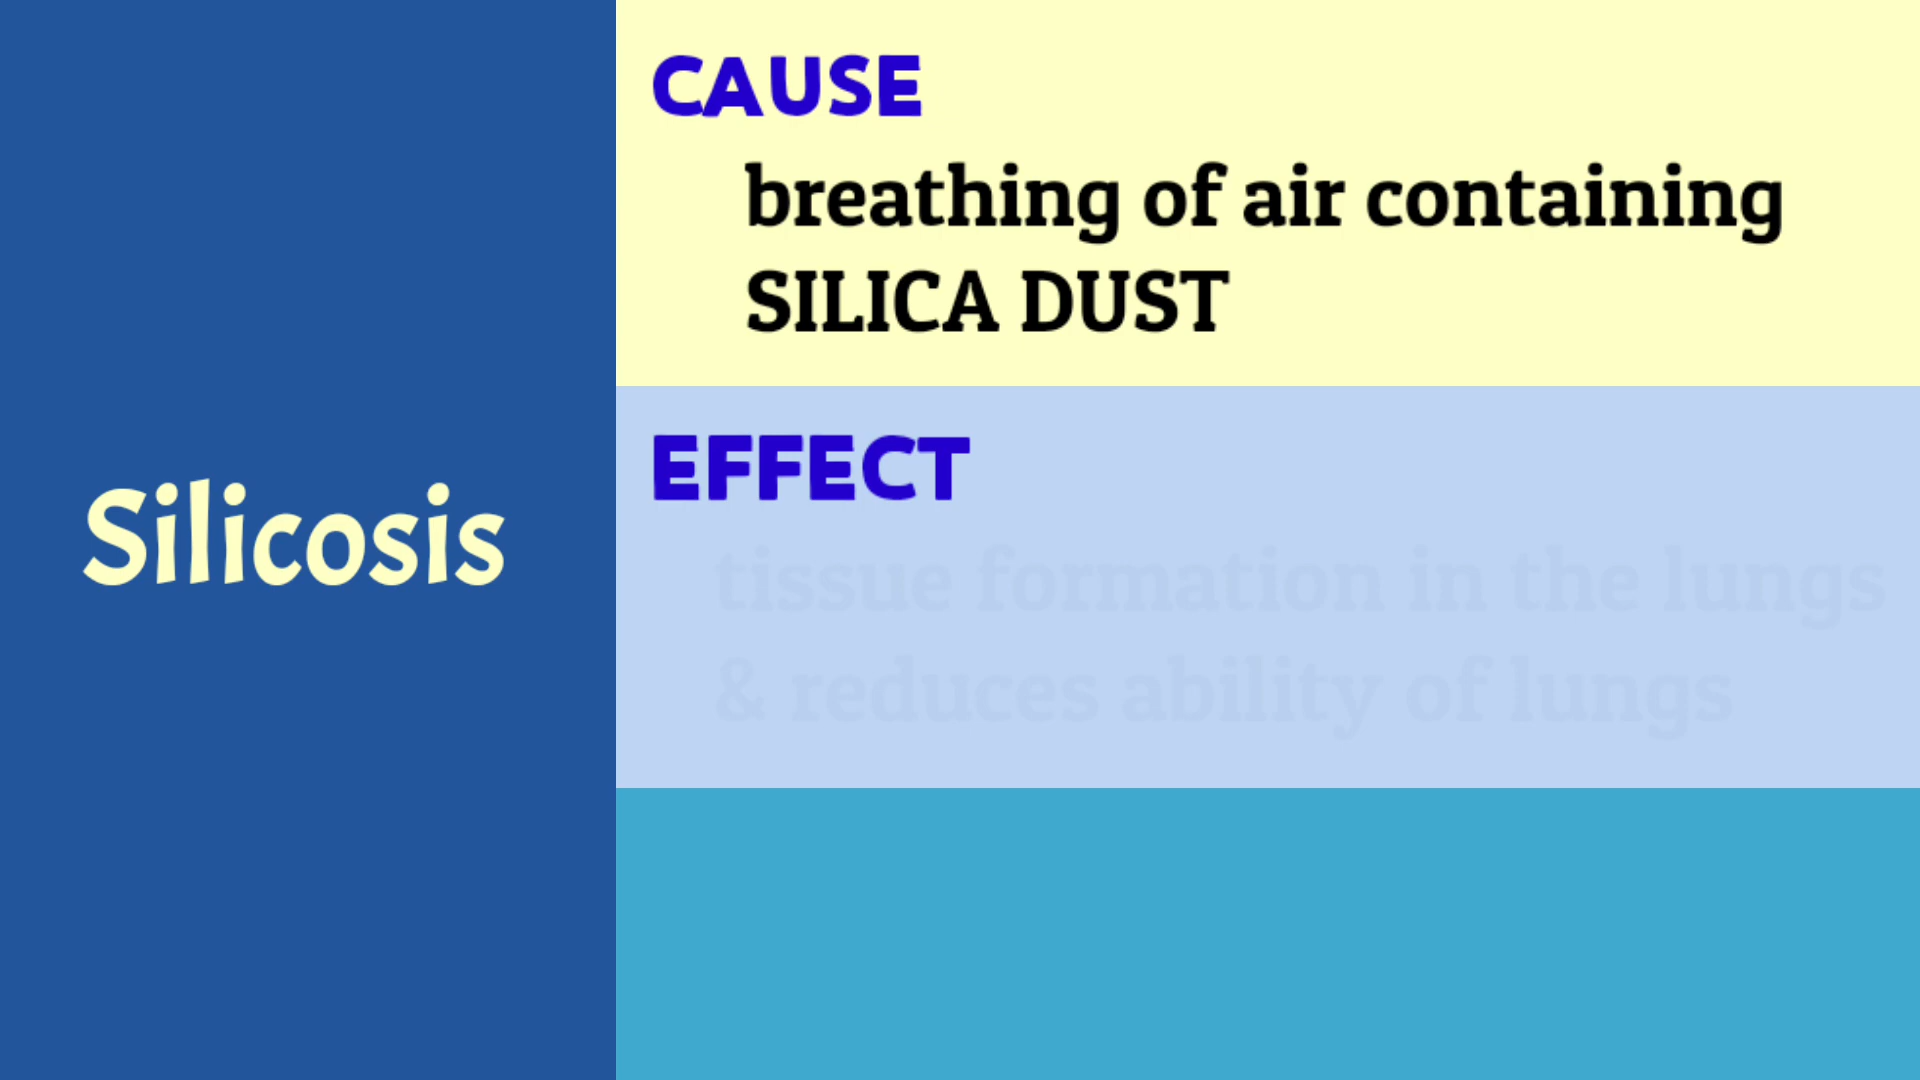 Silicosis
CAUSE
breathing of air containing
SILICA DUST
EFFECT
tissue formation in the lungs
& reduces ability of lungs